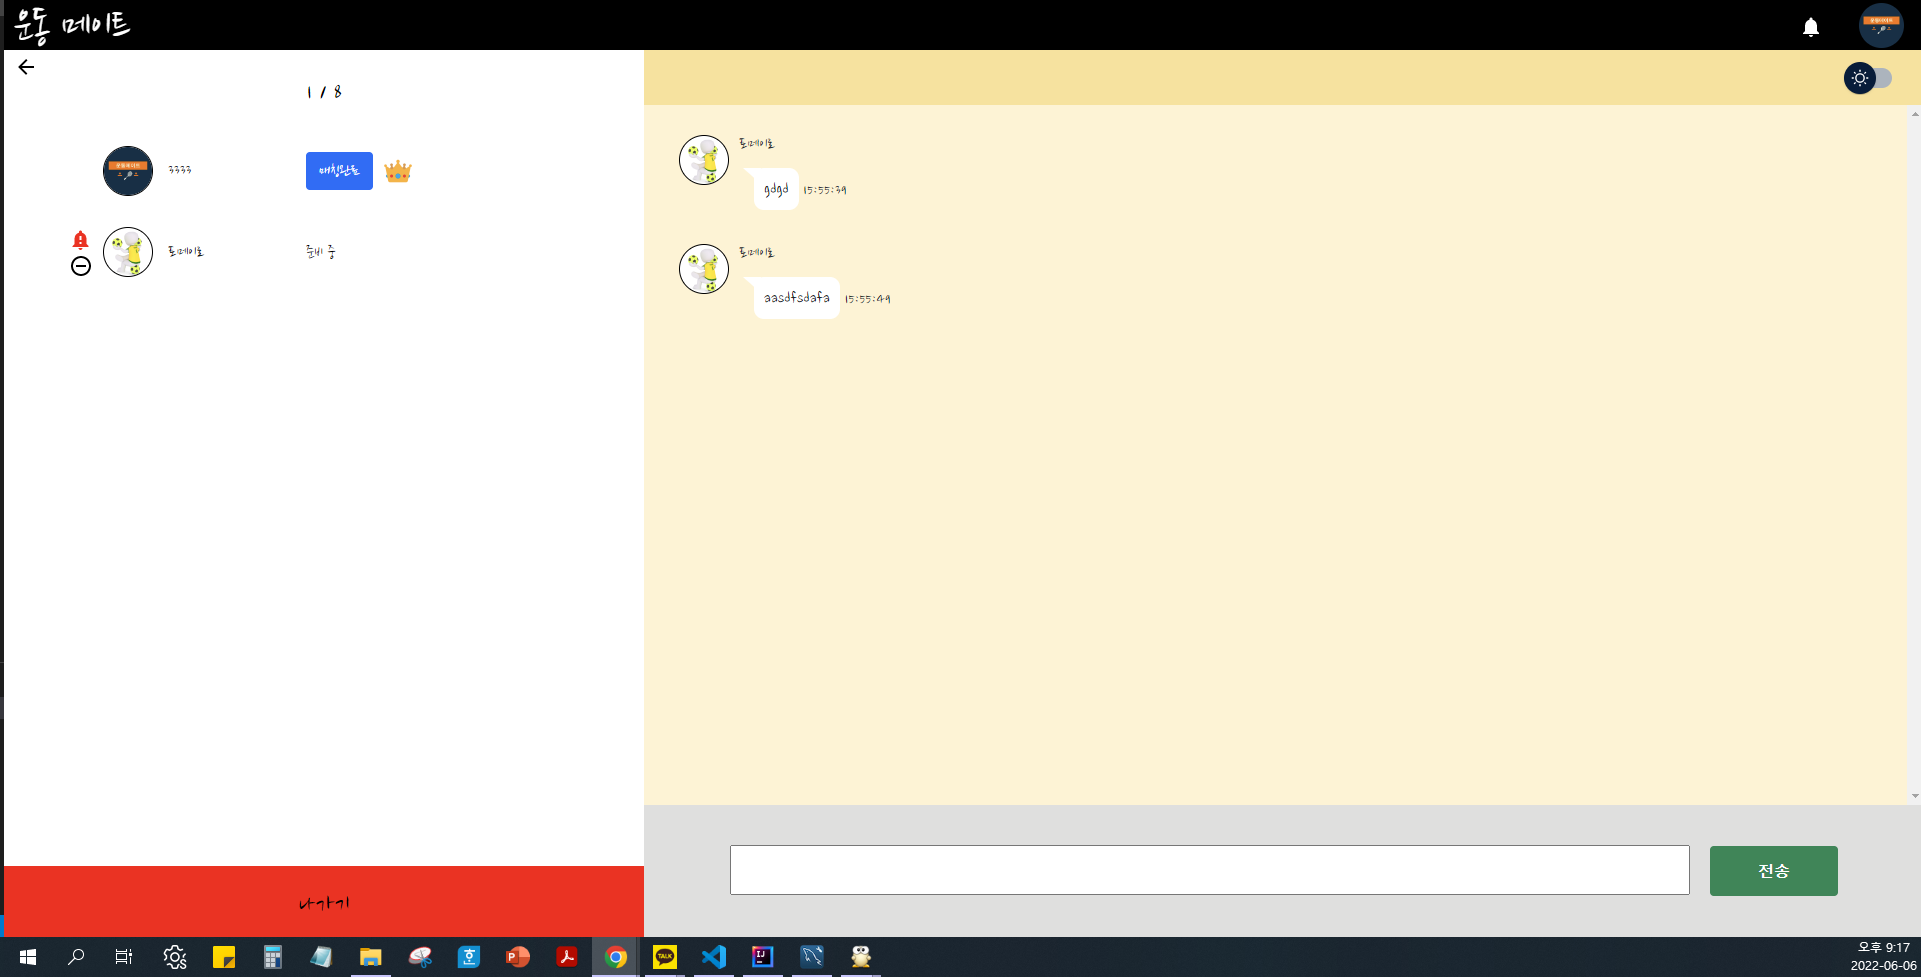 운동 메이트
1 / 8
3333
매칭완료
토메이토
준비 중
나가기
토메이토
gdgd
15:55:39
토메이토
aasdfsdafa
15:55:49
전송
TALK
오후 9:17
2022-06-06